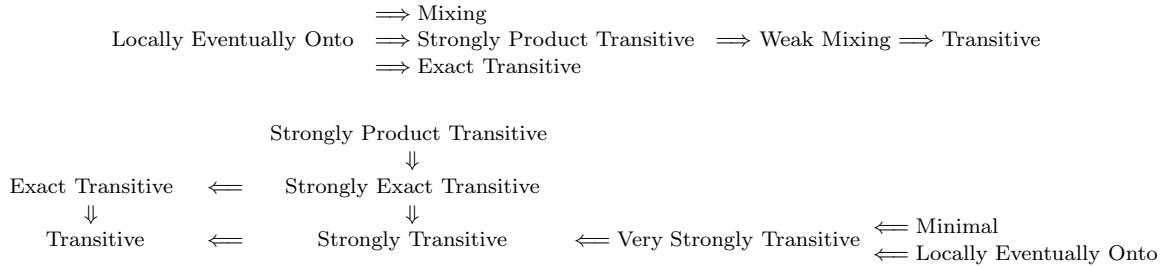 ⟹ Mixing
Locally Eventually Onto ⟹ Strongly Product Transitive ⟹ Weak Mixing ⟹ Transitive
⟹ Exact Transitive
Strongly Product Transitive
⇓
Exact Transitive ⟸ Strongly Exact Transitive
⇓ ⇓
Transitive ⟸ Strongly Transitive ⟸ Very Strongly Transitive ⟸ Minimal
⟸ Locally Eventually Onto